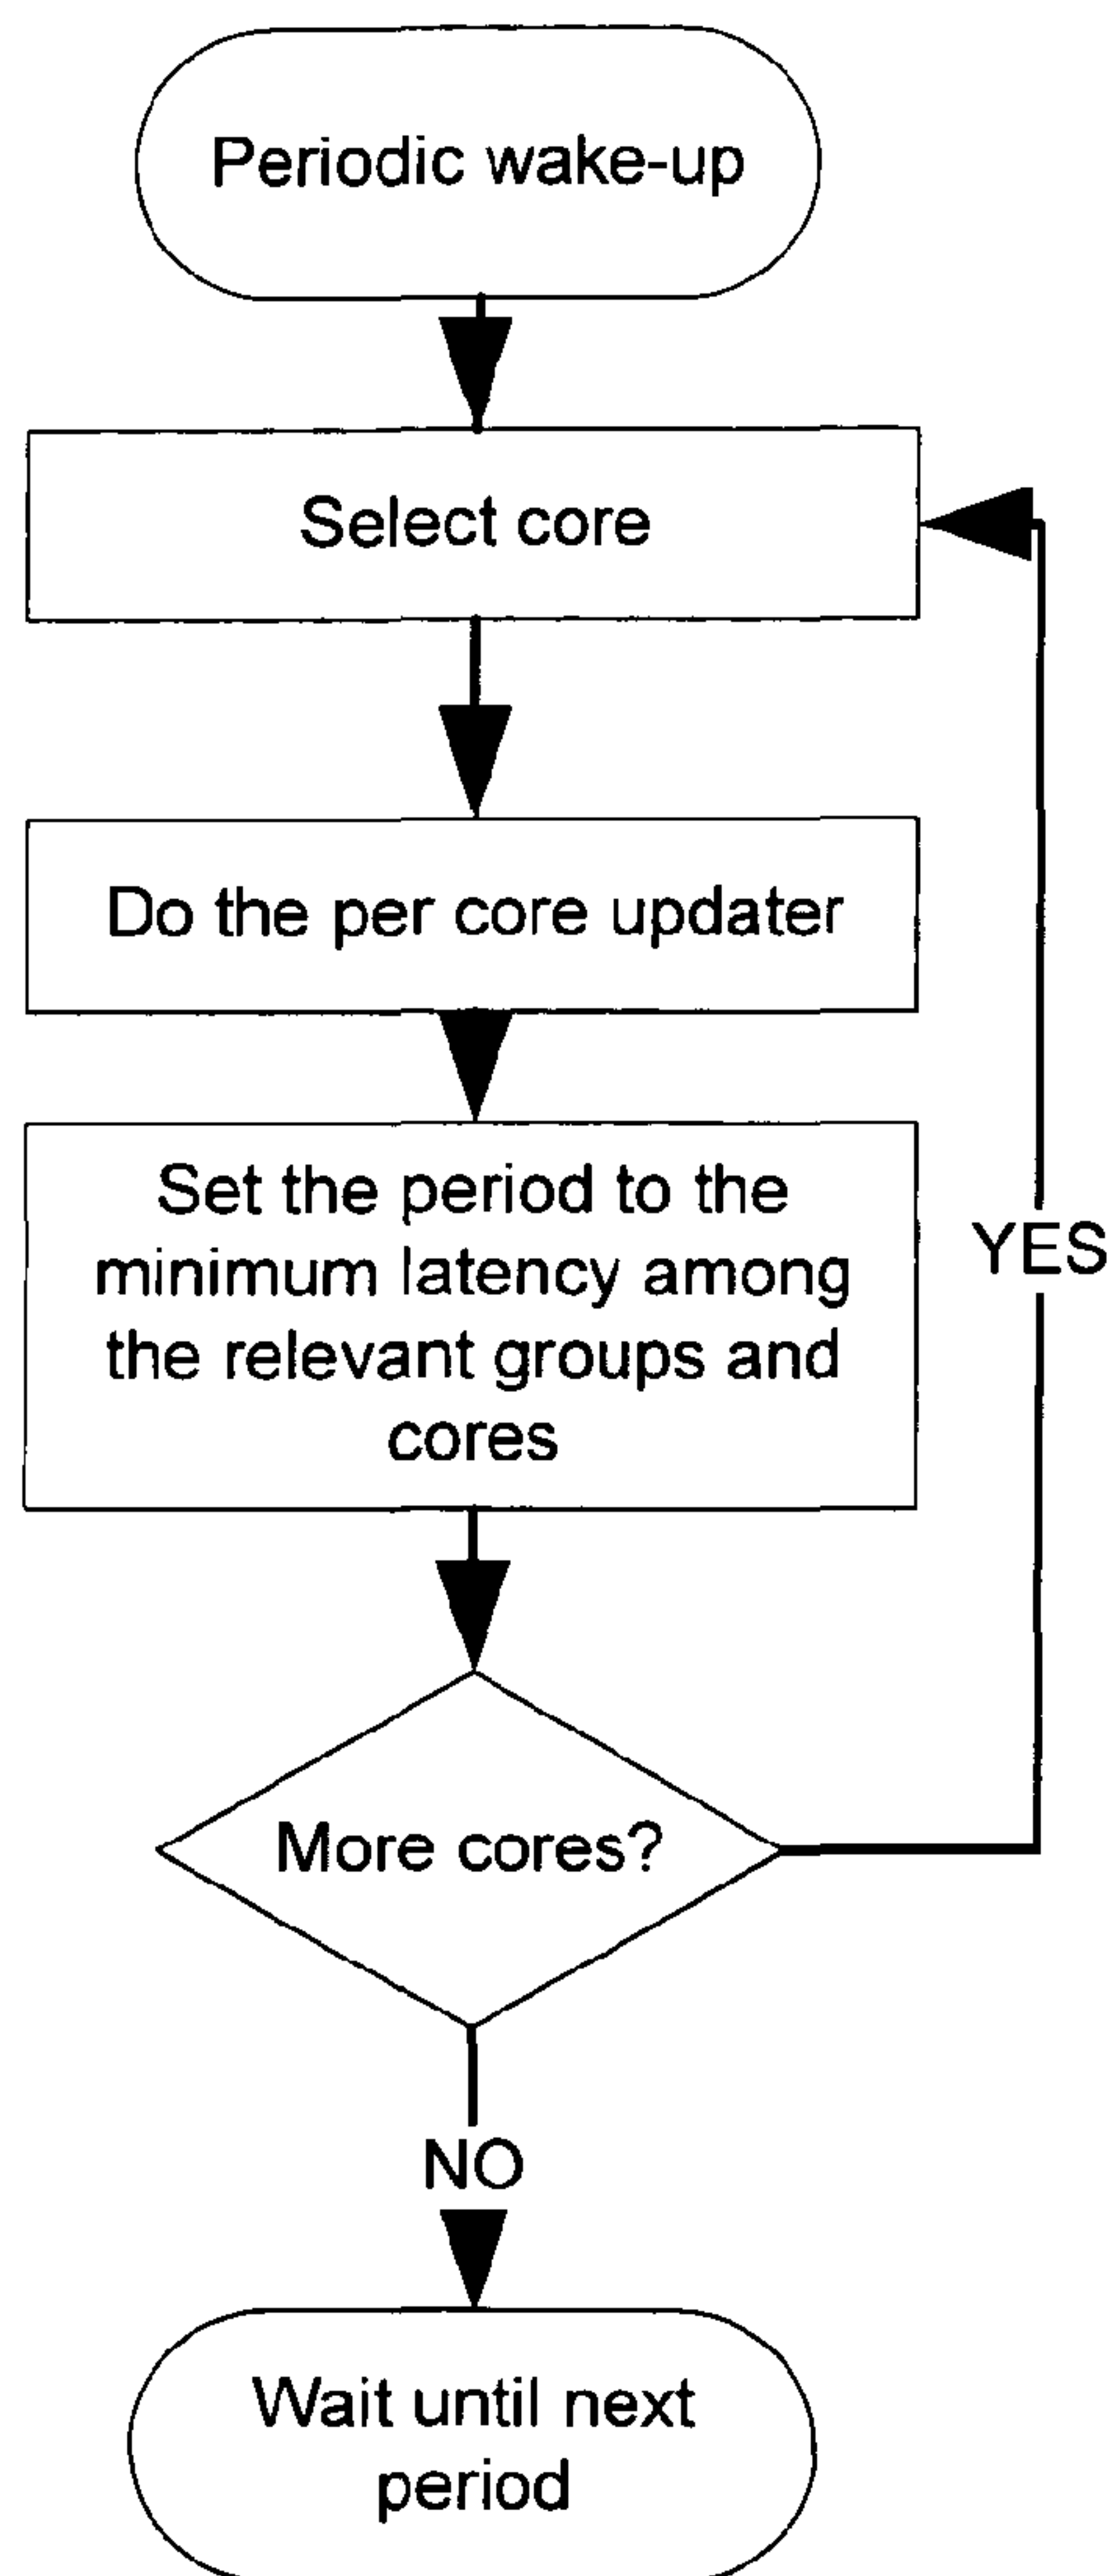 Periodic wake-up
Select core
Do the per core updater
Set the period to the
minimum latency among
the relevant groups and
cores
YES
More cores?
NO
Wait until next
period